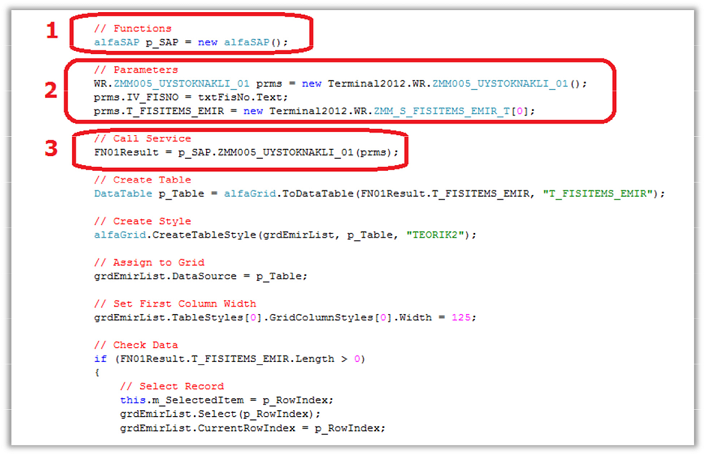 1
// Functions
alfaSAP p_SAP = new alfaSAP();
2
// Parameters
WR.ZMM005_UYSTOKNAKLI_01 prms = new Terminal2012.WR.ZMM005_UYSTOKNAKLI_01();
prms.IV_FISNO = txtFisNo.Text;
prms.T_FISITEMS_EMIR = new Terminal2012.WR.ZMM_S_FISITEMS_EMIR_T[0];
3
// Call Service
FN01Result = p_SAP.ZMM005_UYSTOKNAKLI_01(prms);
// Create Table
DataTable p_Table = alfaGrid.ToDataTable(FN01Result.T_FISITEMS_EMIR, "T_FISITEMS_EMIR");
// Create Style
alfaGrid.CreateTableStyle(grdEmirList, p_Table, "TEORIK2");
// Assign to Grid
grdEmirList.DataSource = p_Table;
// Set First Column Width
grdEmirList.TableStyles[0].GridColumnStyles[0].Width = 125;
// Check Data
if (FN01Result.T_FISITEMS_EMIR.Length > 0)
{
// Select Record
this.m_SelectedItem = p_RowIndex;
grdEmirList.Select(p_RowIndex);
grdEmirList.CurrentRowIndex = p_RowIndex;